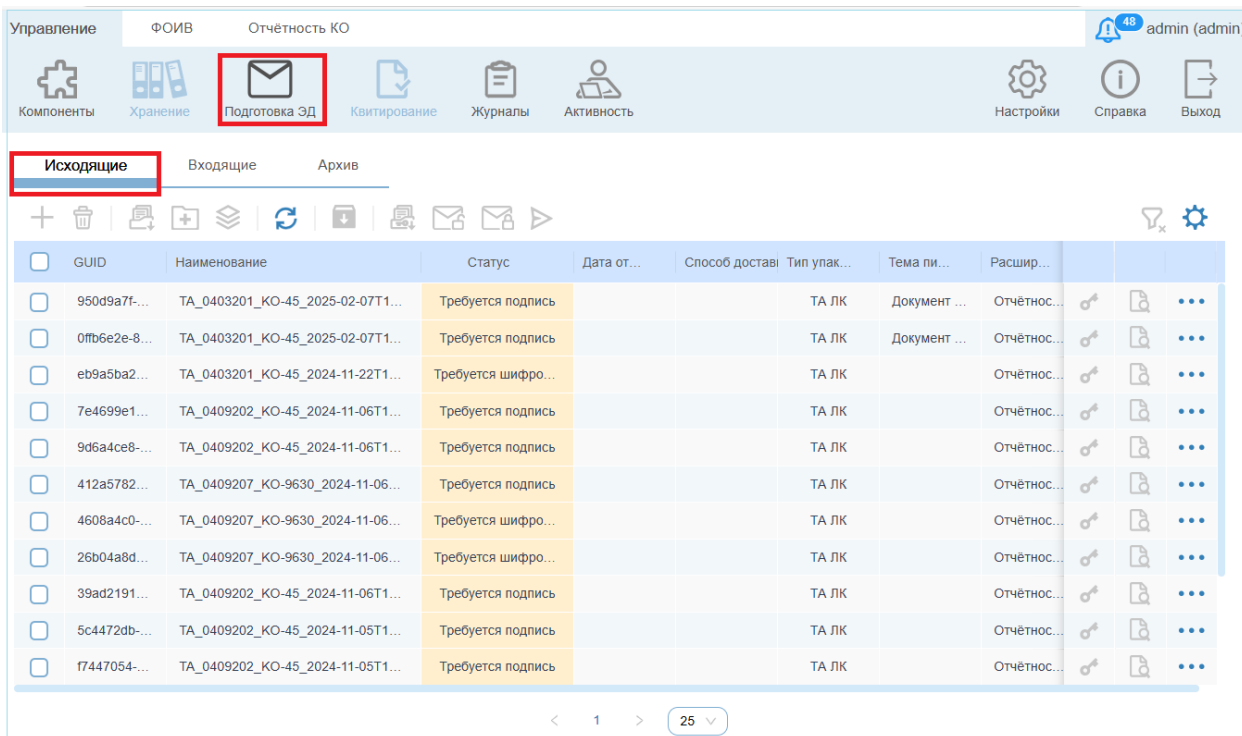 Управление ФОИВ Отчётность КО 48 admin (admin)
Компоненты Хранение Подготовка ЭД Квитирование Журналы Активность Настройки Справка Выход
Исходящие Входящие Архив
GUID Наименование Статус Дата от... Способ достав Тип упак... Тема пи... Расшир...
950d9a7f-... TA_0403201_KO-45_2025-02-07T1... Требуется подпись ТА ЛК Документ ... Отчётнос...
0ffb6e2e-8... TA_0403201_KO-45_2025-02-07T1... Требуется подпись ТА ЛК Документ ... Отчётнос...
eb9a5ba2... TA_0403201_KO-45_2024-11-22T1... Требуется шифро... ТА ЛК Отчётнос...
7e4699e1... TA_0409202_KO-45_2024-11-06T1... Требуется подпись ТА ЛК Отчётнос...
9d6a4ce8-... TA_0409202_KO-45_2024-11-06T1... Требуется подпись ТА ЛК Отчётнос...
412a5782... TA_0409207_KO-9630_2024-11-06... Требуется подпись ТА ЛК Отчётнос...
4608a4c0-... TA_0409207_KO-9630_2024-11-06... Требуется шифро... ТА ЛК Отчётнос...
26b04a8d... TA_0409207_KO-9630_2024-11-06... Требуется шифро... ТА ЛК Отчётнос...
39ad2191... TA_0409202_KO-45_2024-11-06T1... Требуется подпись ТА ЛК Отчётнос...
5c4472db-... TA_0409202_KO-45_2024-11-05T1... Требуется подпись ТА ЛК Отчётнос...
f7447054-... TA_0409202_KO-45_2024-11-05T1... Требуется подпись ТА ЛК Отчётнос...
< 1 > 25